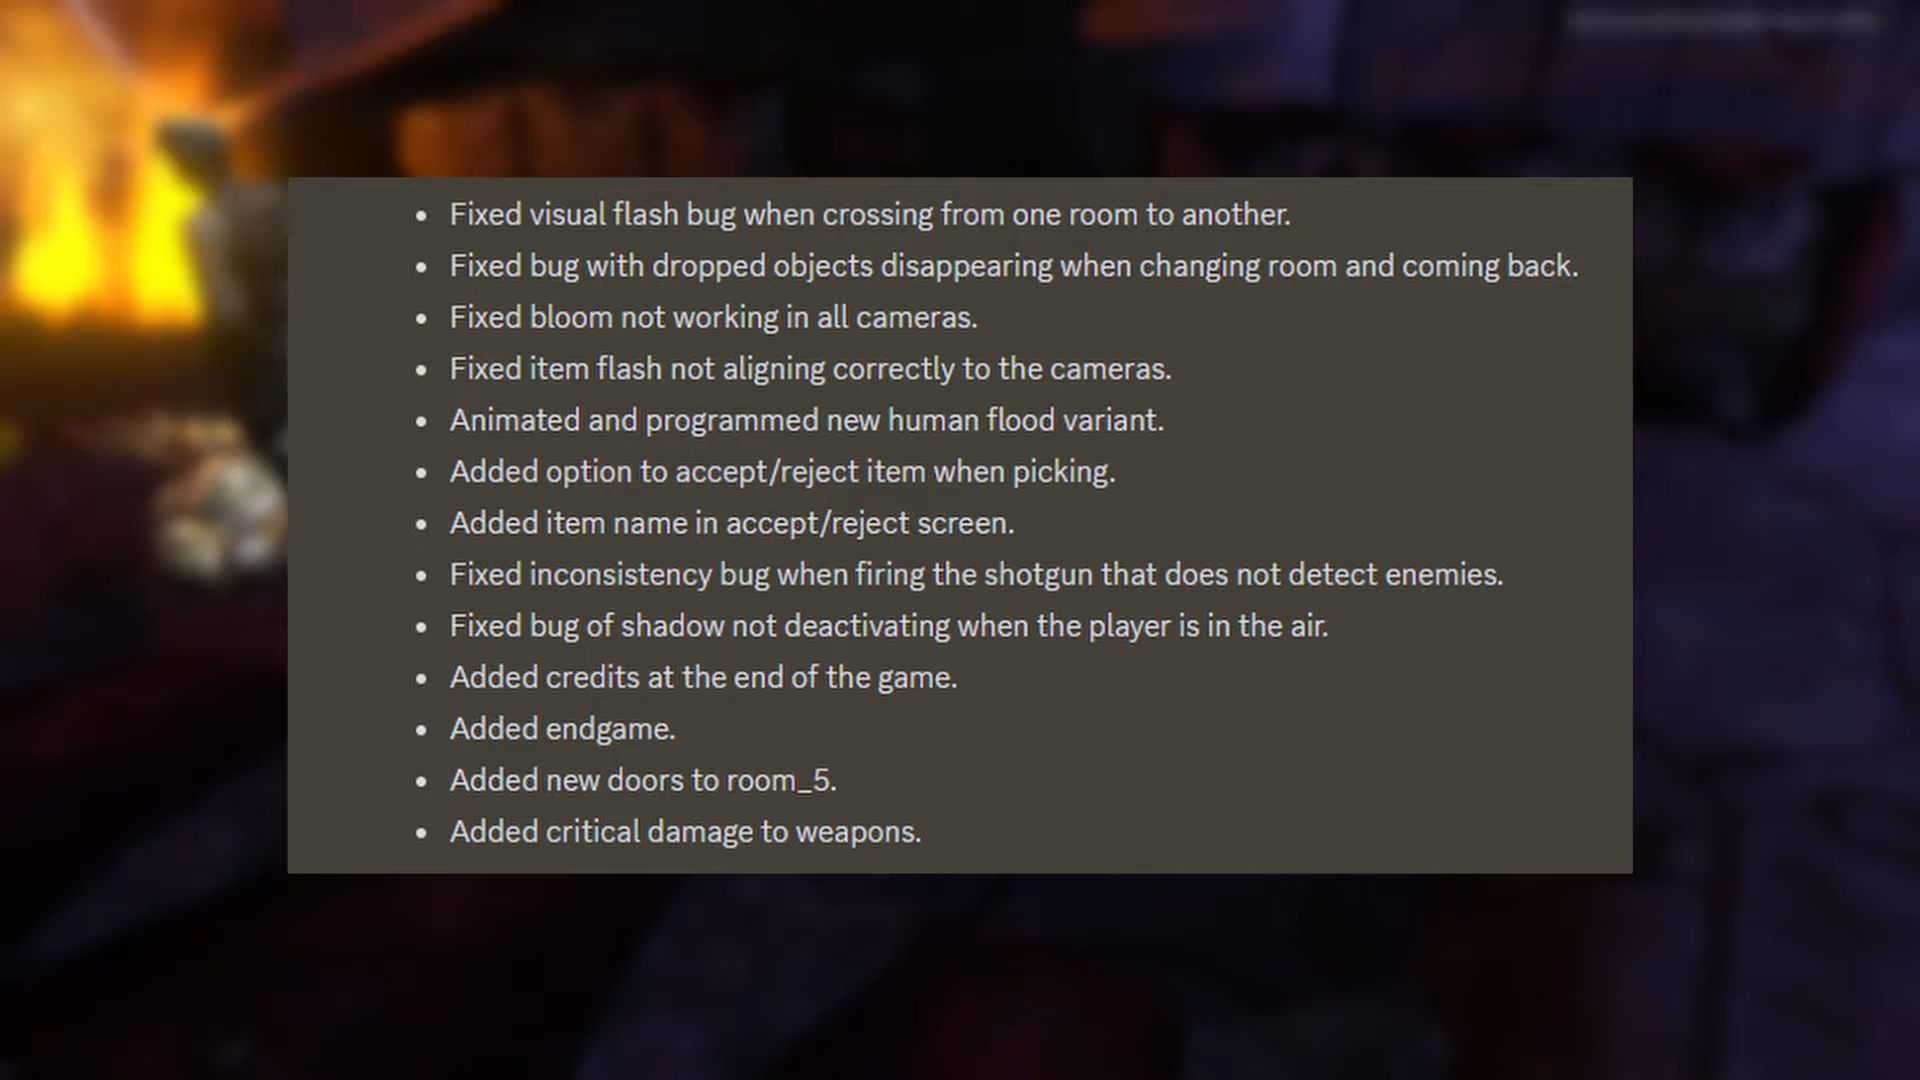 • Fixed visual flash bug when crossing from one room to another.
• Fixed bug with dropped objects disappearing when changing room and coming back.
• Fixed bloom not working in all cameras.
• Fixed item flash not aligning correctly to the cameras.
• Animated and programmed new human flood variant.
• Added option to accept/reject item when picking.
• Added item name in accept/reject screen.
• Fixed inconsistency bug when firing the shotgun that does not detect enemies.
• Fixed bug of shadow not deactivating when the player is in the air.
• Added credits at the end of the game.
• Added endgame.
• Added new doors to room_5.
• Added critical damage to weapons.